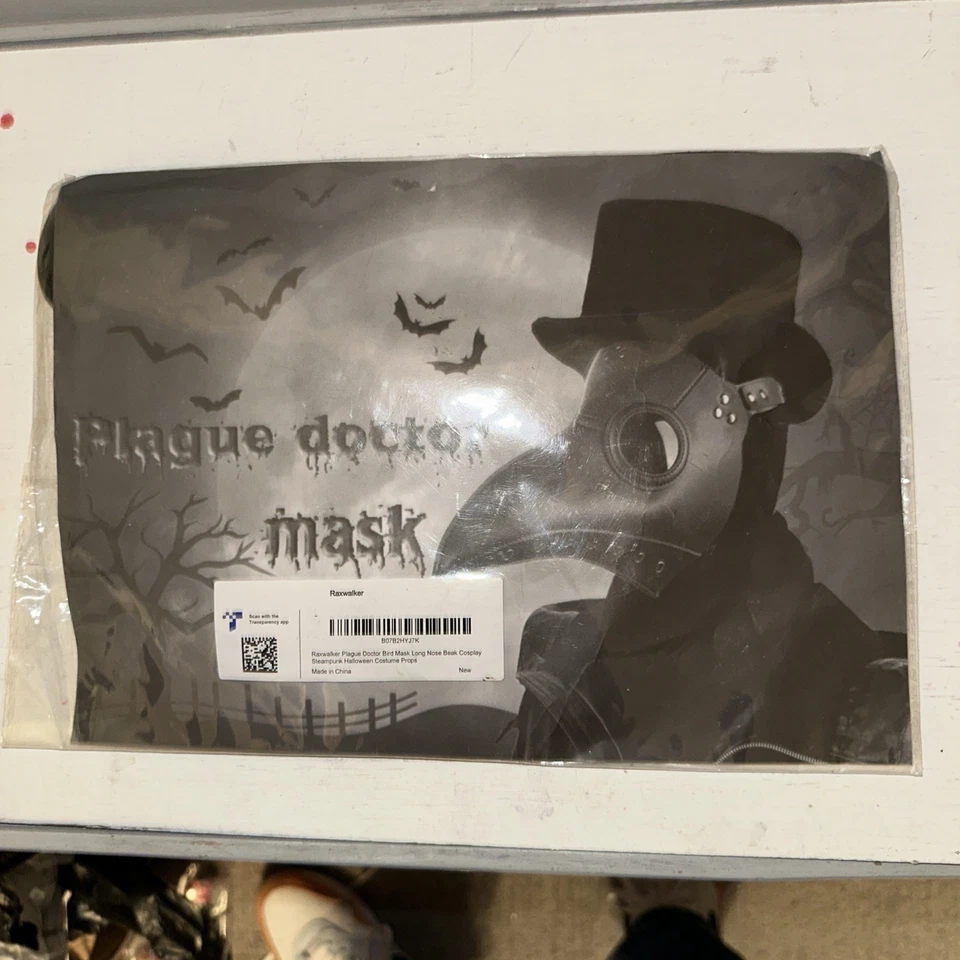 Plague doctor
mask
Raxwalker
Scan with the
Transparency app
B07B2HYJ7K
Raxwalker Plague Doctor Bird Mask Long Nose Beak Cosplay
Steampunk Halloween Costume Props
Made in China
New